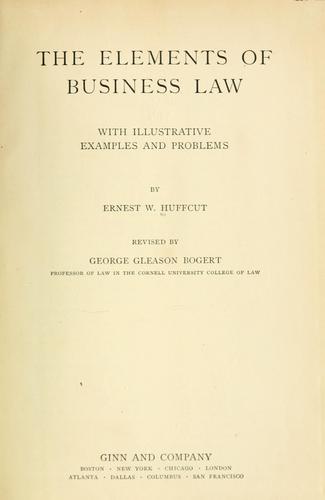 THE ELEMENTS OF
BUSINESS LAW
WITH ILLUSTRATIVE
EXAMPLES AND PROBLEMS
BY
ERNEST W. HUFFCUT
REVISED BY
GEORGE GLEASON BOGERT
PROFESSOR OF LAW IN THE CORNELL UNIVERSITY COLLEGE OF LAW
GINN AND COMPANY
BOSTON · NEW YORK · CHICAGO · LONDON
ATLANTA · DALLAS · COLUMBUS · SAN FRANCISCO